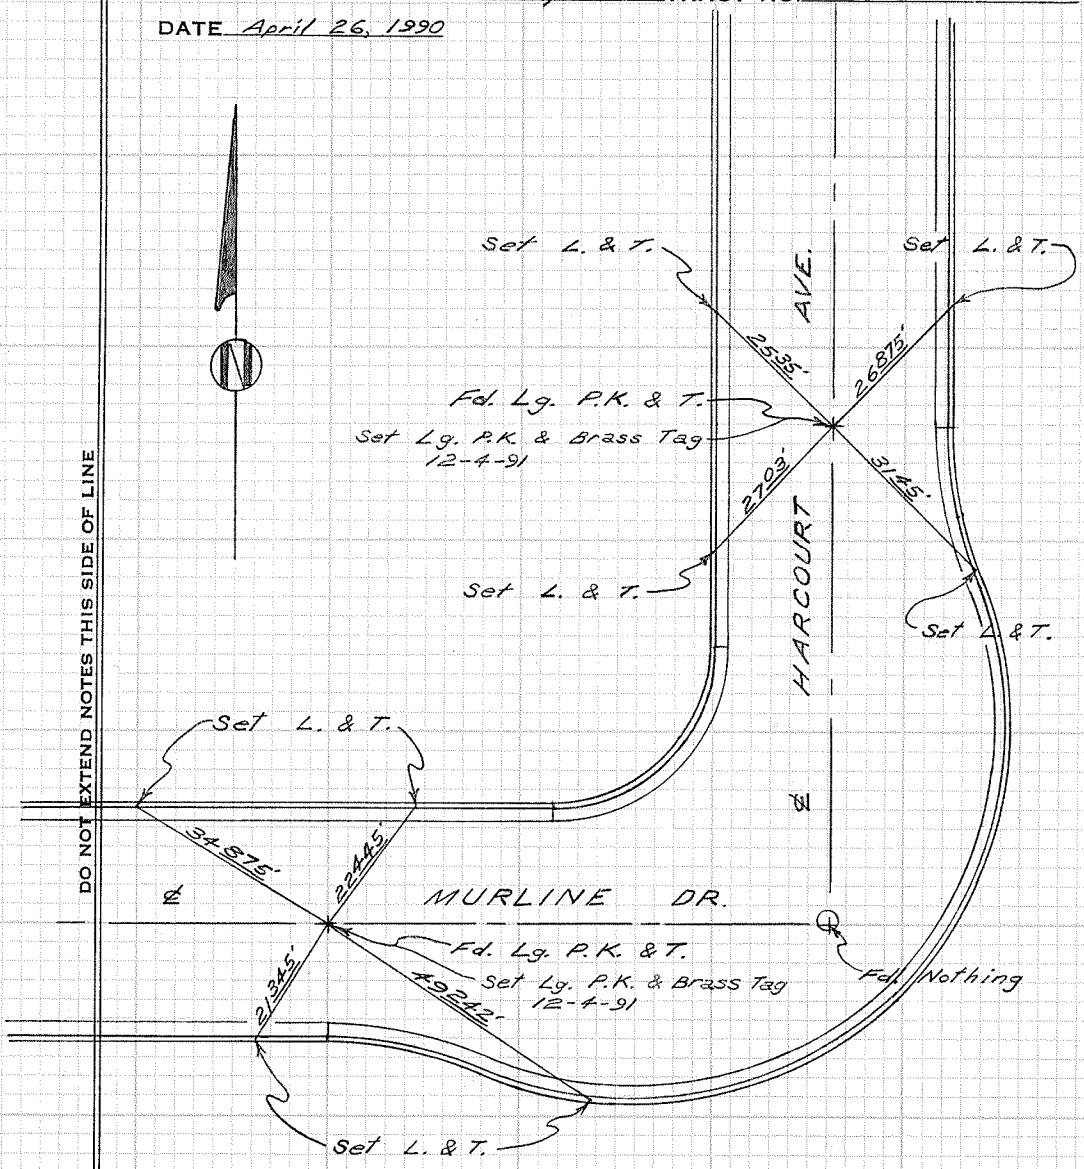 DATE April 26, 1990
N
DO NOT EXTEND NOTES THIS SIDE OF LINE
Set L. & T.
Set L. & T.
25.35'
26.875'
Fd. Lg. P.K. & T.
Set Lg. P.K. & Brass Tag
12-4-91
27.03'
31.45'
Set L. & T.
Set L. & T.
℄ HARCOURT AVE.
Set L. & T.
34.875'
22.445'
℄ MURLINE DR.
Fd. Lg. P.K. & T.
Set Lg. P.K. & Brass Tag
12-4-91
Fd. Nothing
21.345'
49.242'
Set L. & T.